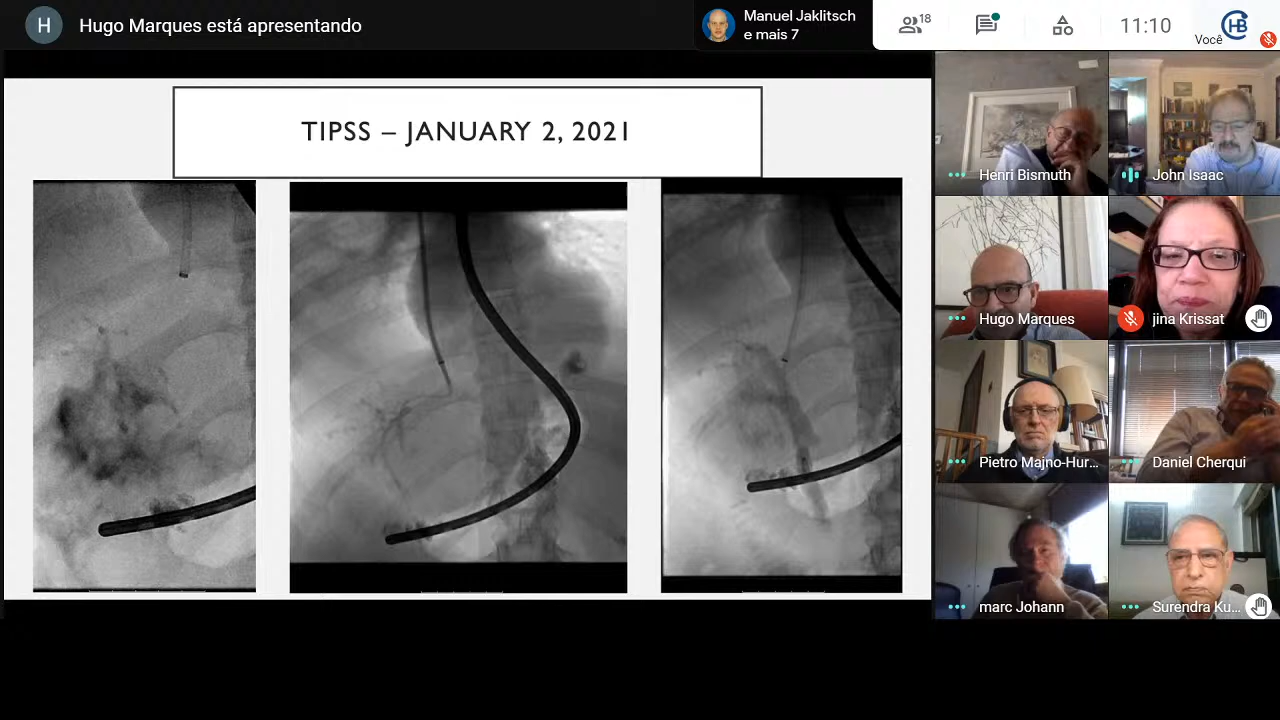 H
Hugo Marques está apresentando
Manuel Jaklitsch
e mais 7
18
11:10
Você
HB
TIPSS – JANUARY 2, 2021
Henri Bismuth
John Isaac
Hugo Marques
jina Krissat
Pietro Majno-Hur...
Daniel Cherqui
marc Johann
Surendra Ku...